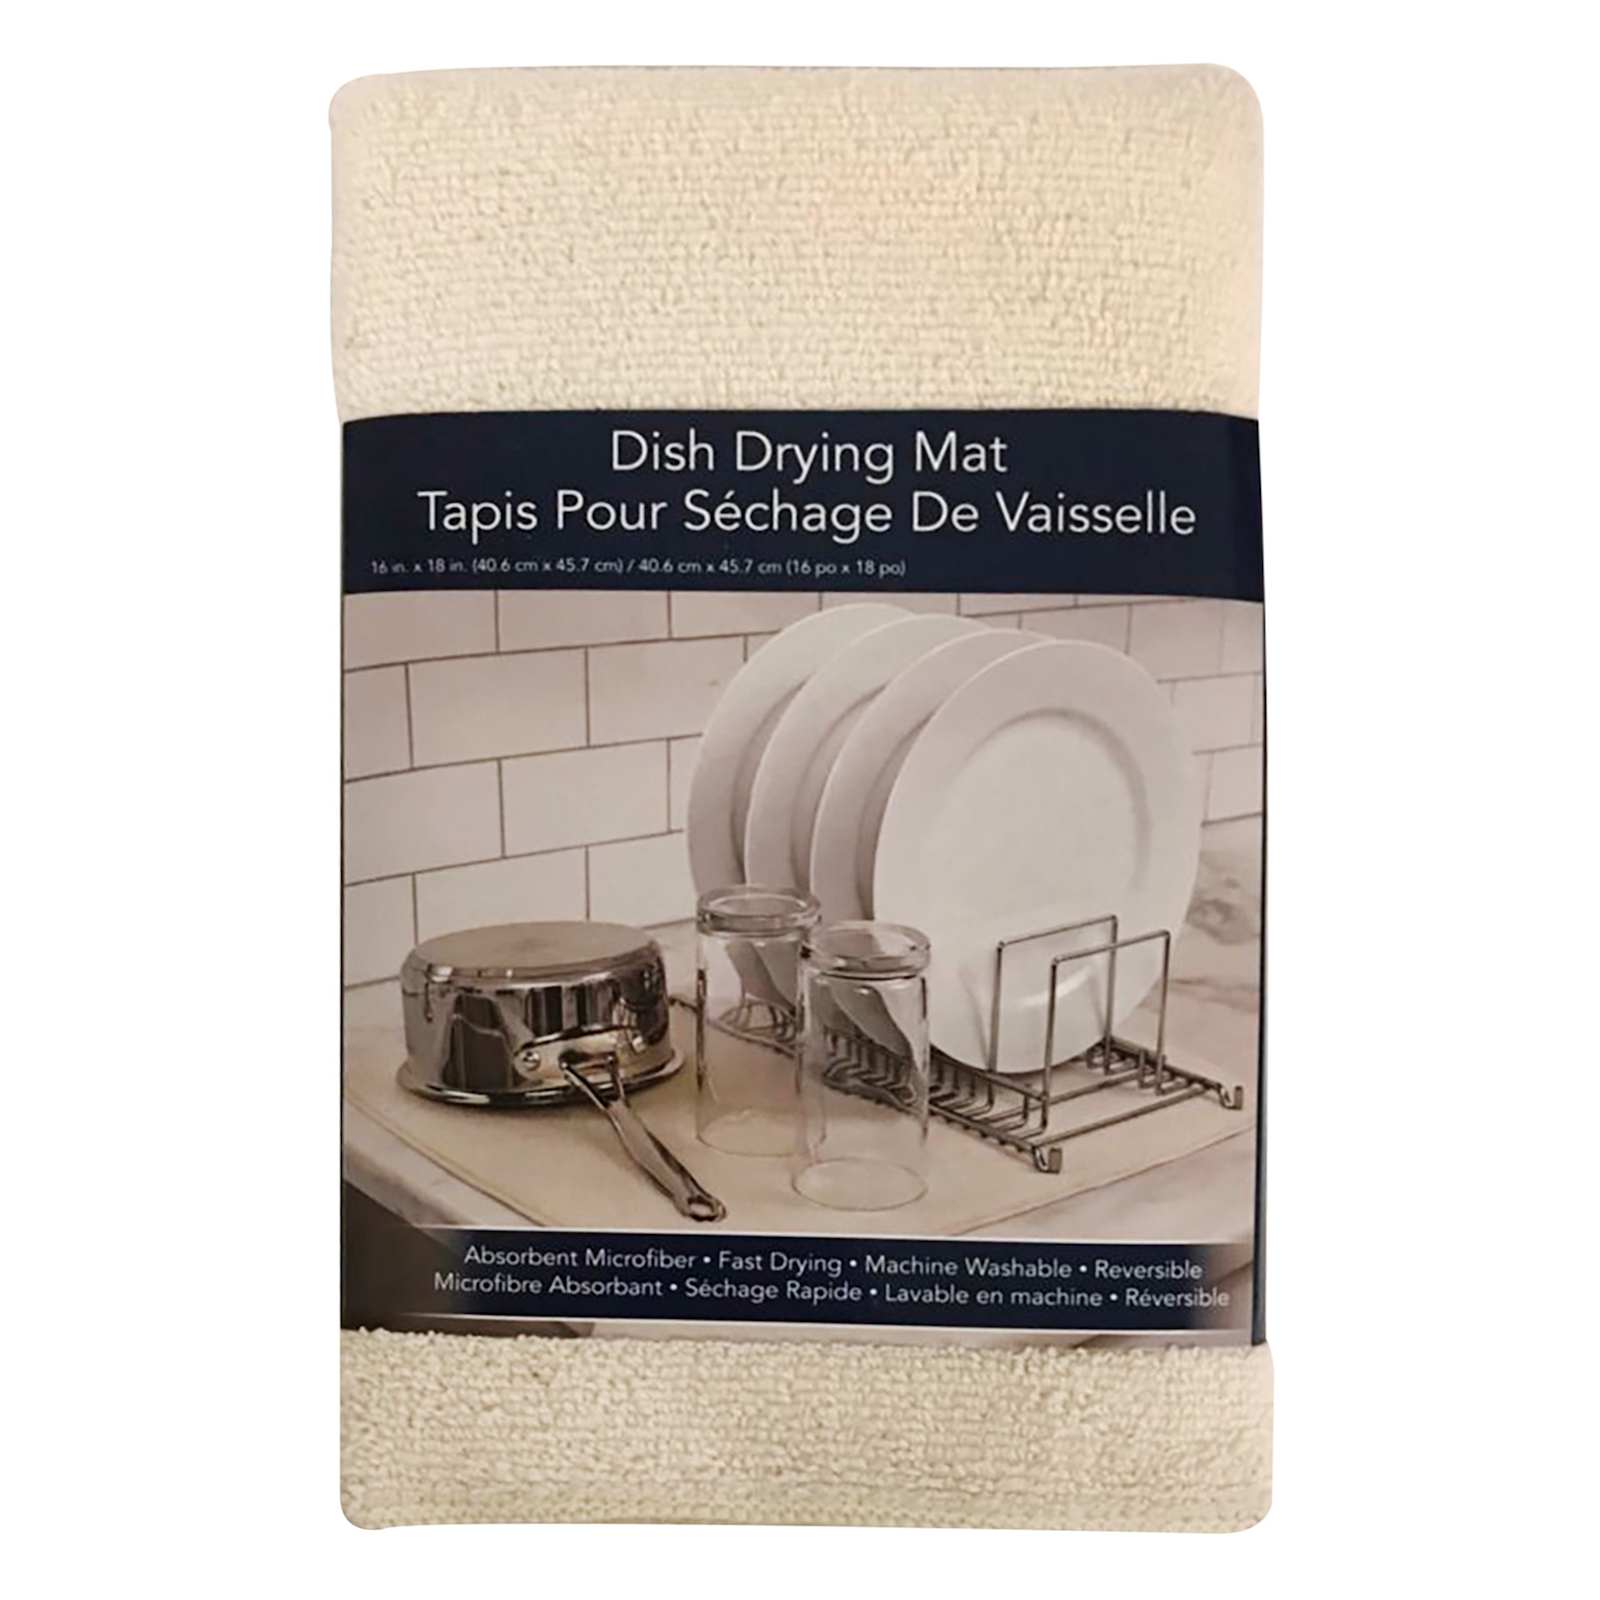 Dish Drying Mat
Tapis Pour Séchage De Vaisselle
16 in. x 18 in. (40.6 cm x 45.7 cm) / 40.6 cm x 45.7 cm (16 po x 18 po)
Absorbent Microfiber • Fast Drying • Machine Washable • Reversible
Microfibre Absorbant • Séchage Rapide • Lavable en machine • Réversible